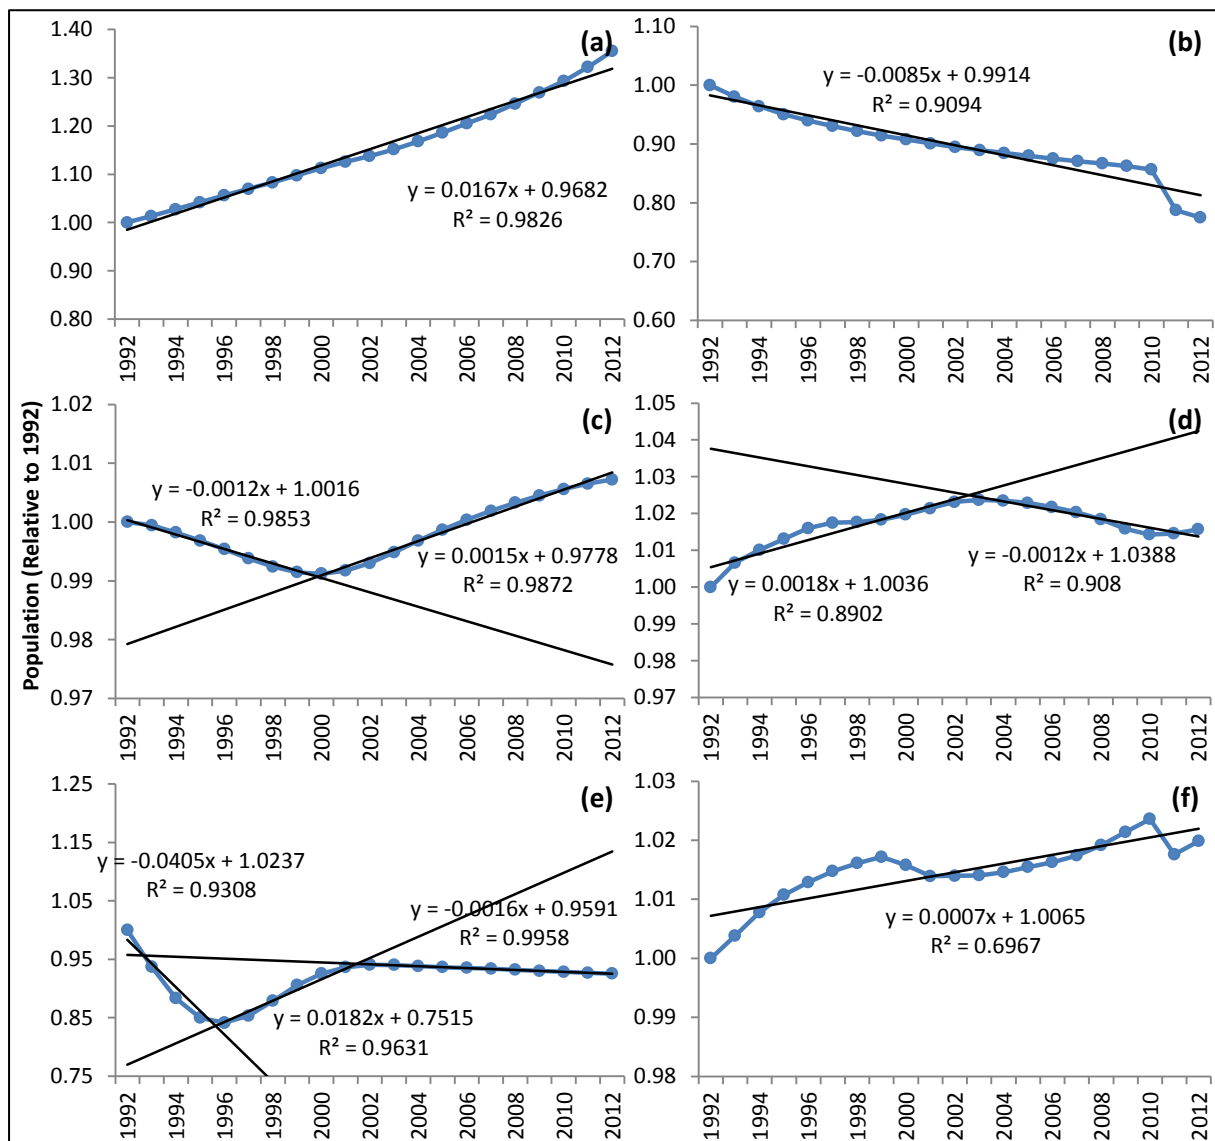 Population (Relative to 1992)
(a)
1.40
1.30
1.20
1.10
1.00
0.90
0.80
y = 0.0167x + 0.9682
R² = 0.9826
1992 1994 1996 1998 2000 2002 2004 2006 2008 2010 2012
(b)
1.10
1.00
0.90
0.80
0.70
0.60
y = -0.0085x + 0.9914
R² = 0.9094
1992 1994 1996 1998 2000 2002 2004 2006 2008 2010 2012
(c)
1.02
1.01
1.00
0.99
0.98
0.97
y = -0.0012x + 1.0016
R² = 0.9853
y = 0.0015x + 0.9778
R² = 0.9872
1992 1994 1996 1998 2000 2002 2004 2006 2008 2010 2012
(d)
1.05
1.04
1.03
1.02
1.01
1.00
0.99
0.98
0.97
y = -0.0012x + 1.0388
R² = 0.908
y = 0.0018x + 1.0036
R² = 0.8902
1992 1994 1996 1998 2000 2002 2004 2006 2008 2010 2012
(e)
1.25
1.15
1.05
0.95
0.85
0.75
y = -0.0405x + 1.0237
R² = 0.9308
y = -0.0016x + 0.9591
R² = 0.9958
y = 0.0182x + 0.7515
R² = 0.9631
1992 1994 1996 1998 2000 2002 2004 2006 2008 2010 2012
(f)
1.03
1.02
1.01
1.00
0.99
0.98
y = 0.0007x + 1.0065
R² = 0.6967
1992 1994 1996 1998 2000 2002 2004 2006 2008 2010 2012